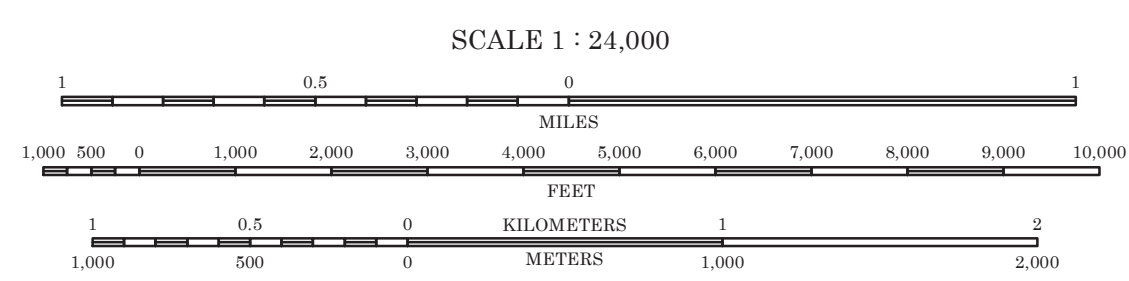 SCALE 1 : 24,000
1 0.5 0 1
MILES
1,000 500 0 1,000 2,000 3,000 4,000 5,000 6,000 7,000 8,000 9,000 10,000
FEET
1 0.5 0 KILOMETERS 1 2
1,000 500 0 METERS 1,000 2,000